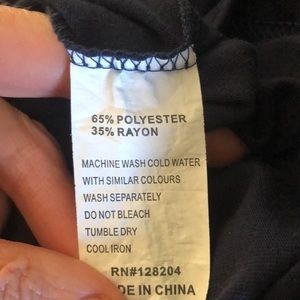 65% POLYESTER
35% RAYON
MACHINE WASH COLD WATER
WITH SIMILAR COLOURS
WASH SEPARATELY
DO NOT BLEACH
TUMBLE DRY
COOL IRON
RN#128204
DE IN CHINA